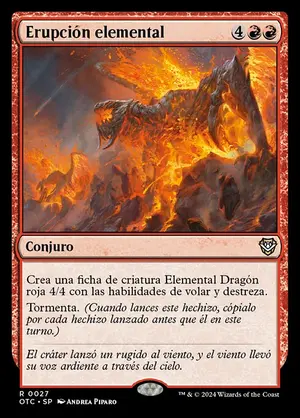 Erupción elemental 4
Conjuro
Crea una ficha de criatura Elemental Dragón
roja 4/4 con las habilidades de volar y destreza.
Tormenta. (Cuando lances este hechizo, cópialo
por cada hechizo lanzado antes que él en este
turno.)
El cráter lanzó un rugido al viento, y el viento llevó
su voz ardiente a través del cielo.
R 0027
OTC • SP Andrea Piparo
™ & © 2024 Wizards of the Coast